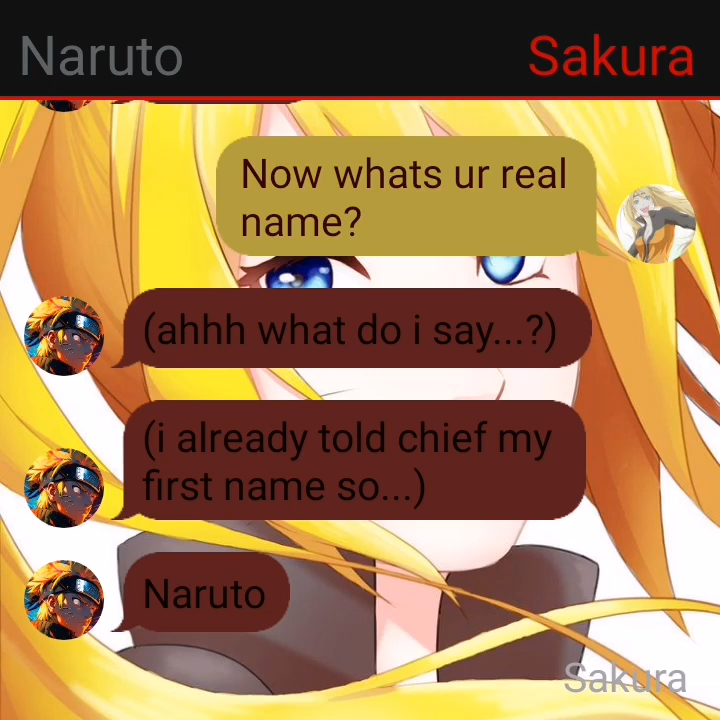 Naruto Sakura
Now whats ur real
name?
(ahhh what do i say...?)
(i already told chief my
first name so...)
Naruto
Sakura